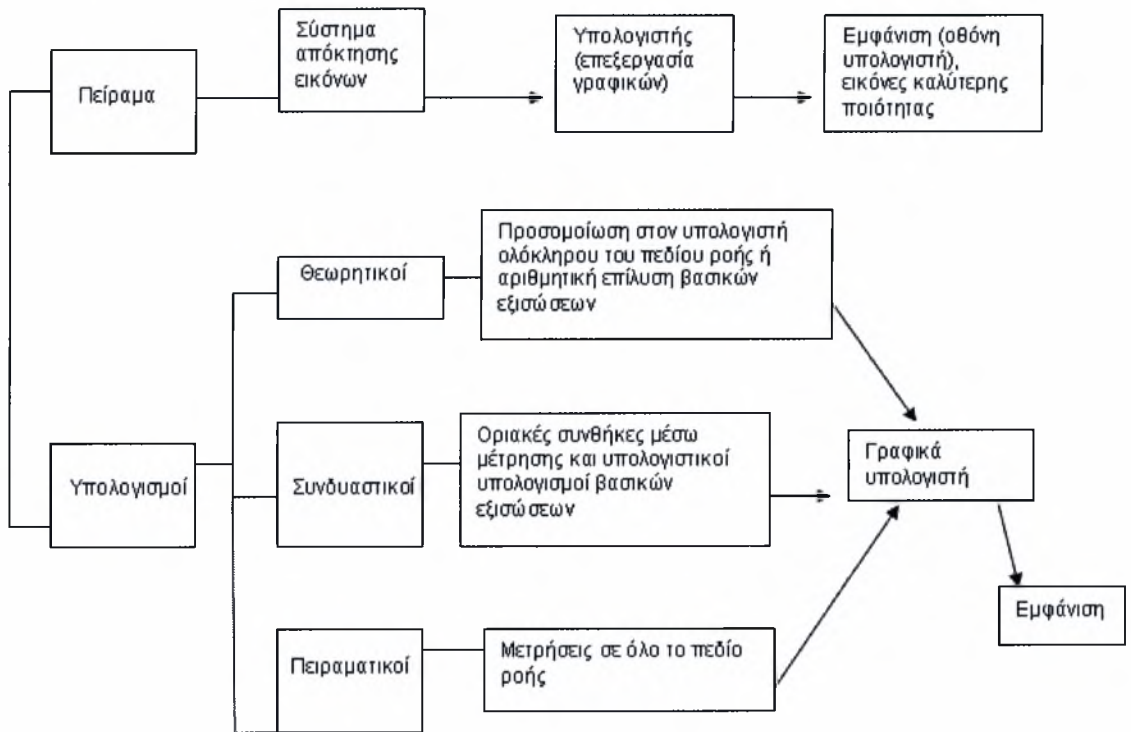 Πείραμα
Σύστημα
απόκτησης
εικόνων
Υπολογιστής
(επεξεργασία
γραφικών)
Εμφάνιση (οθόνη
υπολογιστή),
εικόνες καλύτερης
ποιότητας
Θεωρητικοί
Προσομοίωση στον υπολογιστή
ολόκληρου του πεδίου ροής ή
αριθμητική επίλυση βασικών
εξισώσεων
Υπολογισμοί
Συνδυαστικοί
Οριακές συνθήκες μέσω
μέτρησης και υπολογιστικοί
υπολογισμοί βασικών
εξισώσεων
Γραφικά
υπολογιστή
Εμφάνιση
Πειραματικοί
Μετρήσεις σε όλο το πεδίο
ροής